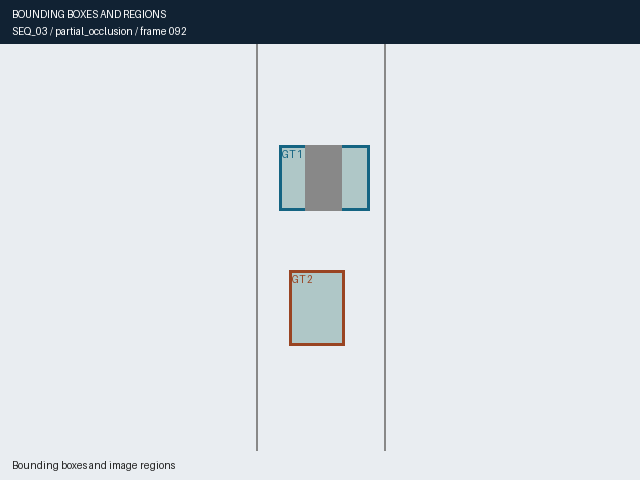 BOUNDING BOXES AND REGIONS
SEQ_03 / partial_occlusion / frame 092
GT1
GT2
Bounding boxes and image regions